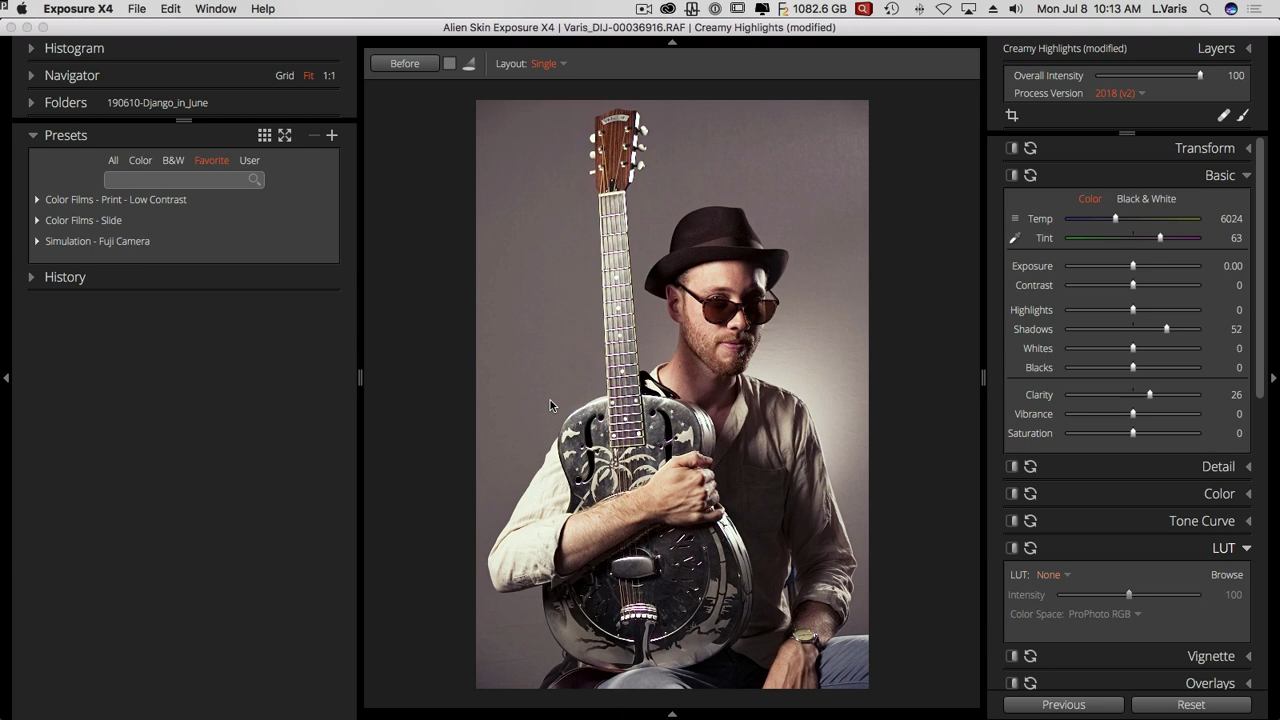 Exposure X4 File Edit Window Help 1082.6 GB Mon Jul 8 10:13 AM L.Varis
Alien Skin Exposure X4 | Varis_DIJ-00036916.RAF | Creamy Highlights (modified)
Histogram
Navigator Grid Fit 1:1
Folders 190610-Django_in_June
Presets
All Color B&W Favorite User
Color Films - Print - Low Contrast
Color Films - Slide
Simulation - Fuji Camera
History
Before Layout: Single
Creamy Highlights (modified) Layers
Overall Intensity 100
Process Version 2018 (v2)
Transform
Basic
Color Black & White
Temp 6024
Tint 63
Exposure 0.00
Contrast 0
Highlights 0
Shadows 52
Whites 0
Blacks 0
Clarity 26
Vibrance 0
Saturation 0
Detail
Color
Tone Curve
LUT
LUT: None Browse
Intensity 100
Color Space: ProPhoto RGB
Vignette
Overlays
Previous Reset